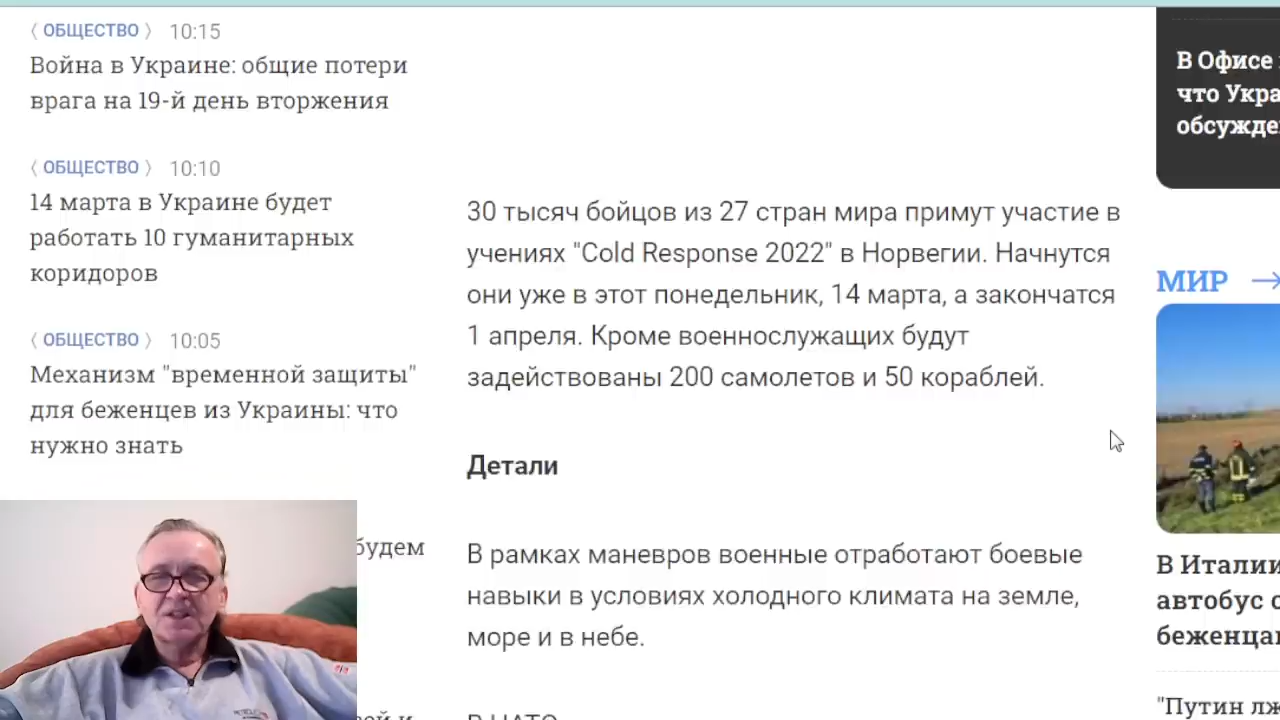 〈 ОБЩЕСТВО 〉 10:15
Война в Украине: общие потери
врага на 19-й день вторжения
〈 ОБЩЕСТВО 〉 10:10
14 марта в Украине будет
работать 10 гуманитарных
коридоров
〈 ОБЩЕСТВО 〉 10:05
Механизм "временной защиты"
для беженцев из Украины: что
нужно знать
будем
30 тысяч бойцов из 27 стран мира примут участие в
учениях "Cold Response 2022" в Норвегии. Начнутся
они уже в этот понедельник, 14 марта, а закончатся
1 апреля. Кроме военнослужащих будут
задействованы 200 самолетов и 50 кораблей.
Детали
В рамках маневров военные отработают боевые
навыки в условиях холодного климата на земле,
море и в небе.
В НАТО
В Офисе
что Укра
обсужде
МИР →
В Италии
автобус с
беженца
"Путин лж